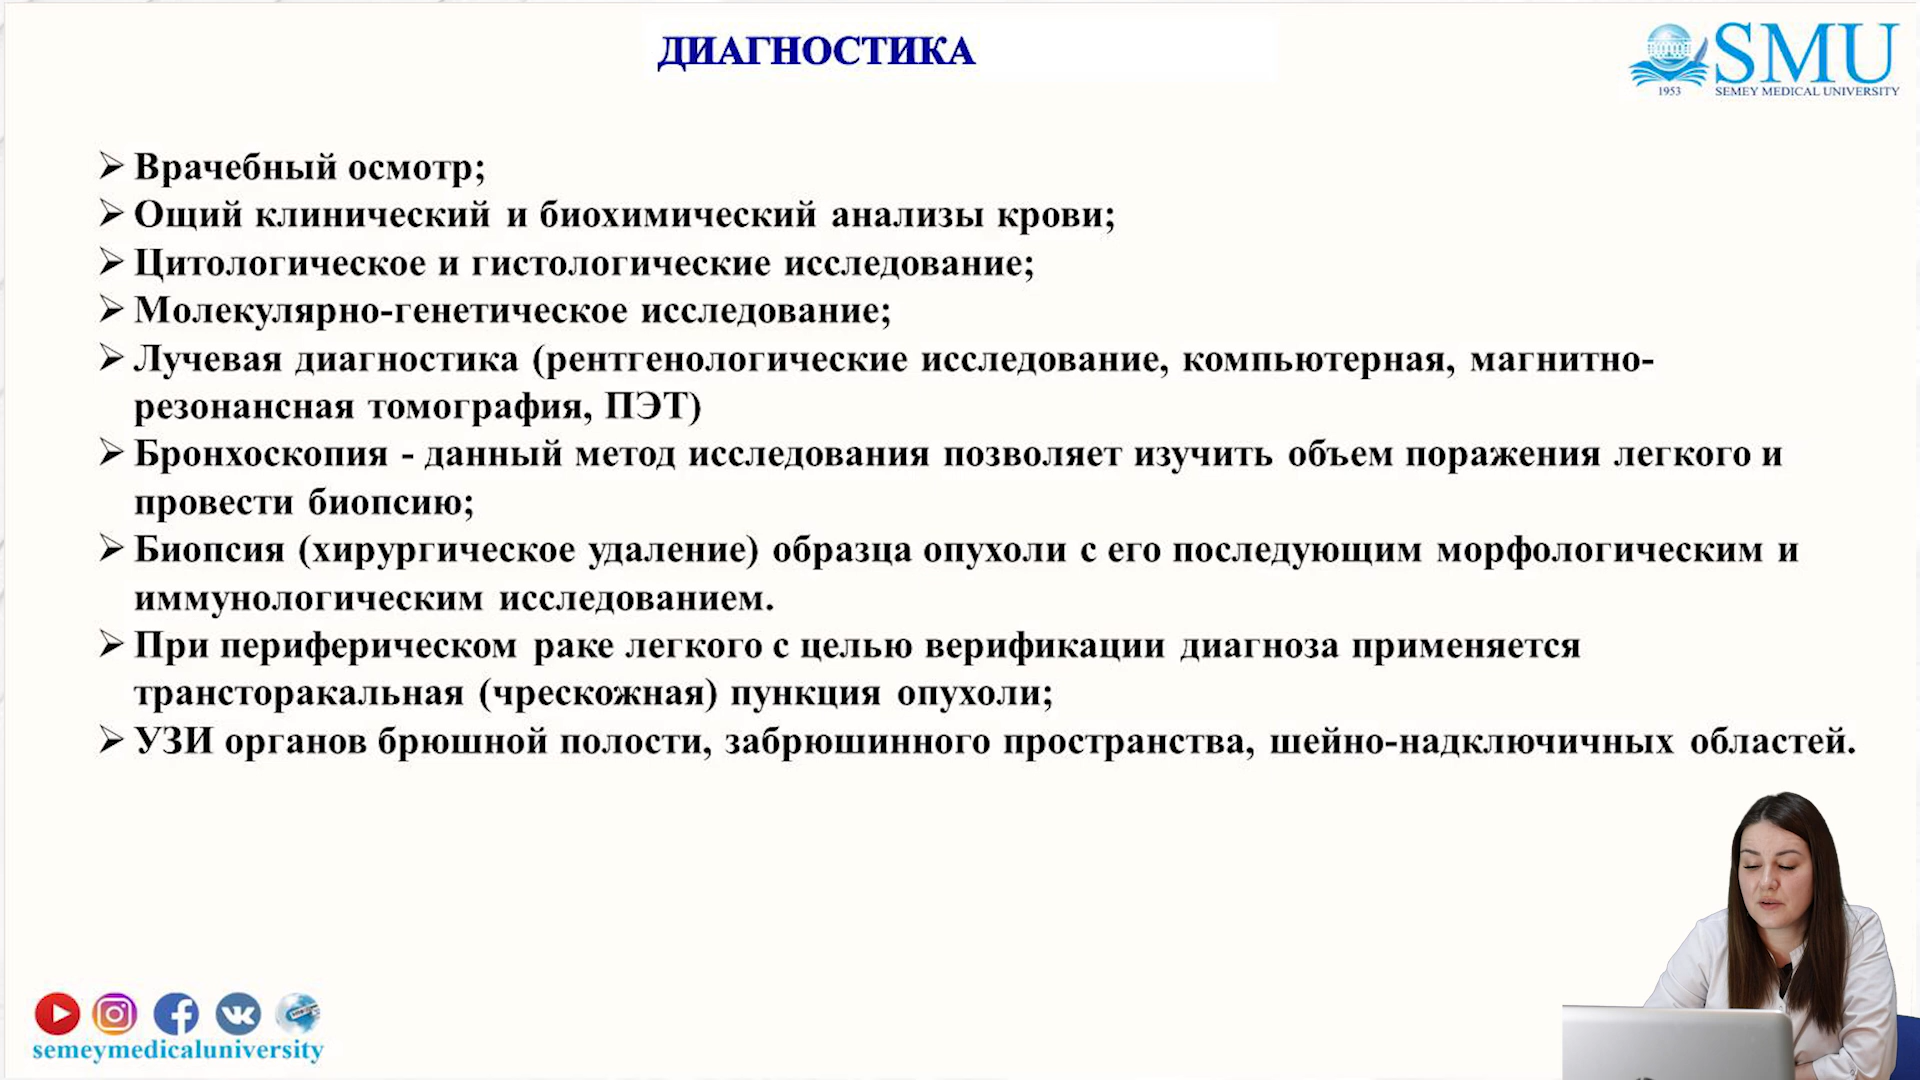 ДИАГНОСТИКА
SMU
1953 SEMEY MEDICAL UNIVERSITY
➢ Врачебный осмотр;
➢ Ощий клинический и биохимический анализы крови;
➢ Цитологическое и гистологические исследование;
➢ Молекулярно-генетическое исследование;
➢ Лучевая диагностика (рентгенологические исследование, компьютерная, магнитно-
резонансная томография, ПЭТ)
➢ Бронхоскопия - данный метод исследования позволяет изучить объем поражения легкого и
провести биопсию;
➢ Биопсия (хирургическое удаление) образца опухоли с его последующим морфологическим и
иммунологическим исследованием.
➢ При периферическом раке легкого с целью верификации диагноза применяется
трансторакальная (чрескожная) пункция опухоли;
➢ УЗИ органов брюшной полости, забрюшинного пространства, шейно-надключичных областей.
semeymedicaluniversity